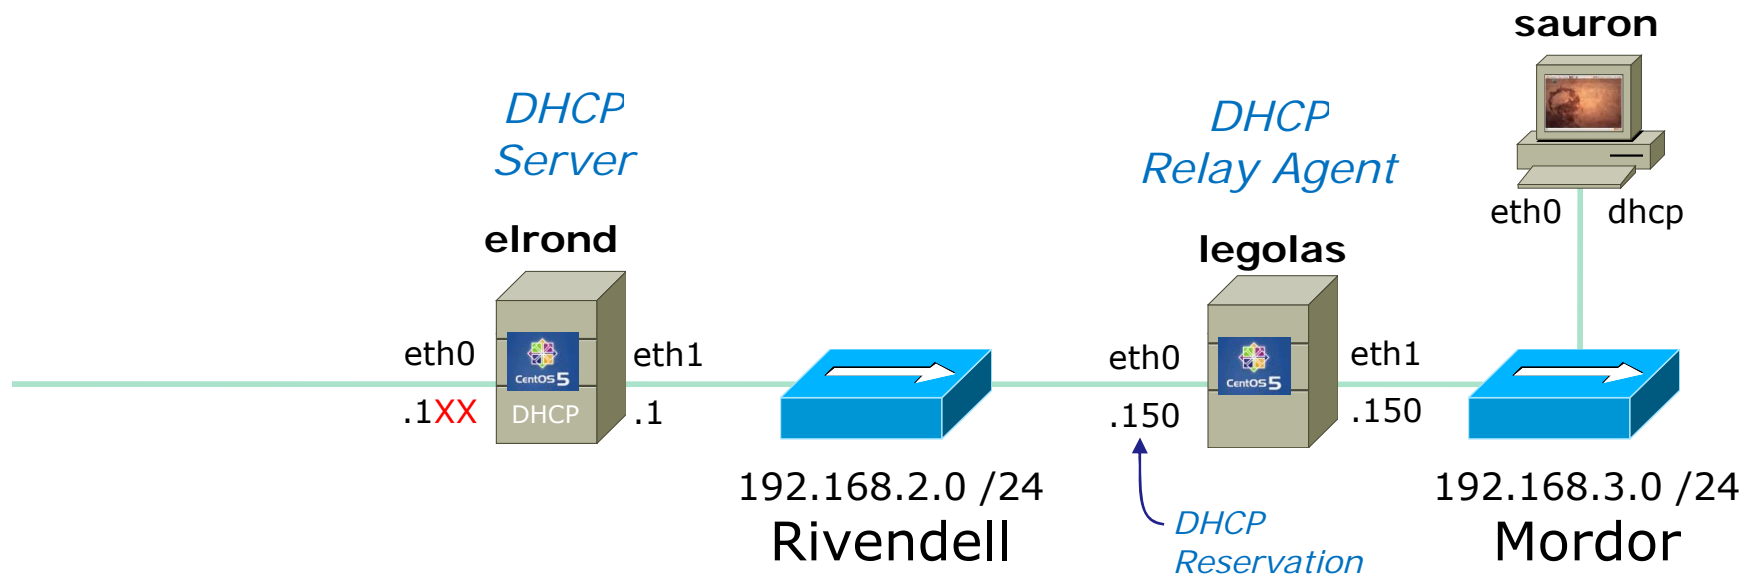 sauron
DHCP
Server
DHCP
Relay Agent
eth0 dhcp
elrond
legolas
eth0
CentOS 5
eth1
eth0
CentOS 5
eth1
.1XX
DHCP
.1
.150
.150
192.168.2.0 /24
Rivendell
DHCP
Reservation
192.168.3.0 /24
Mordor